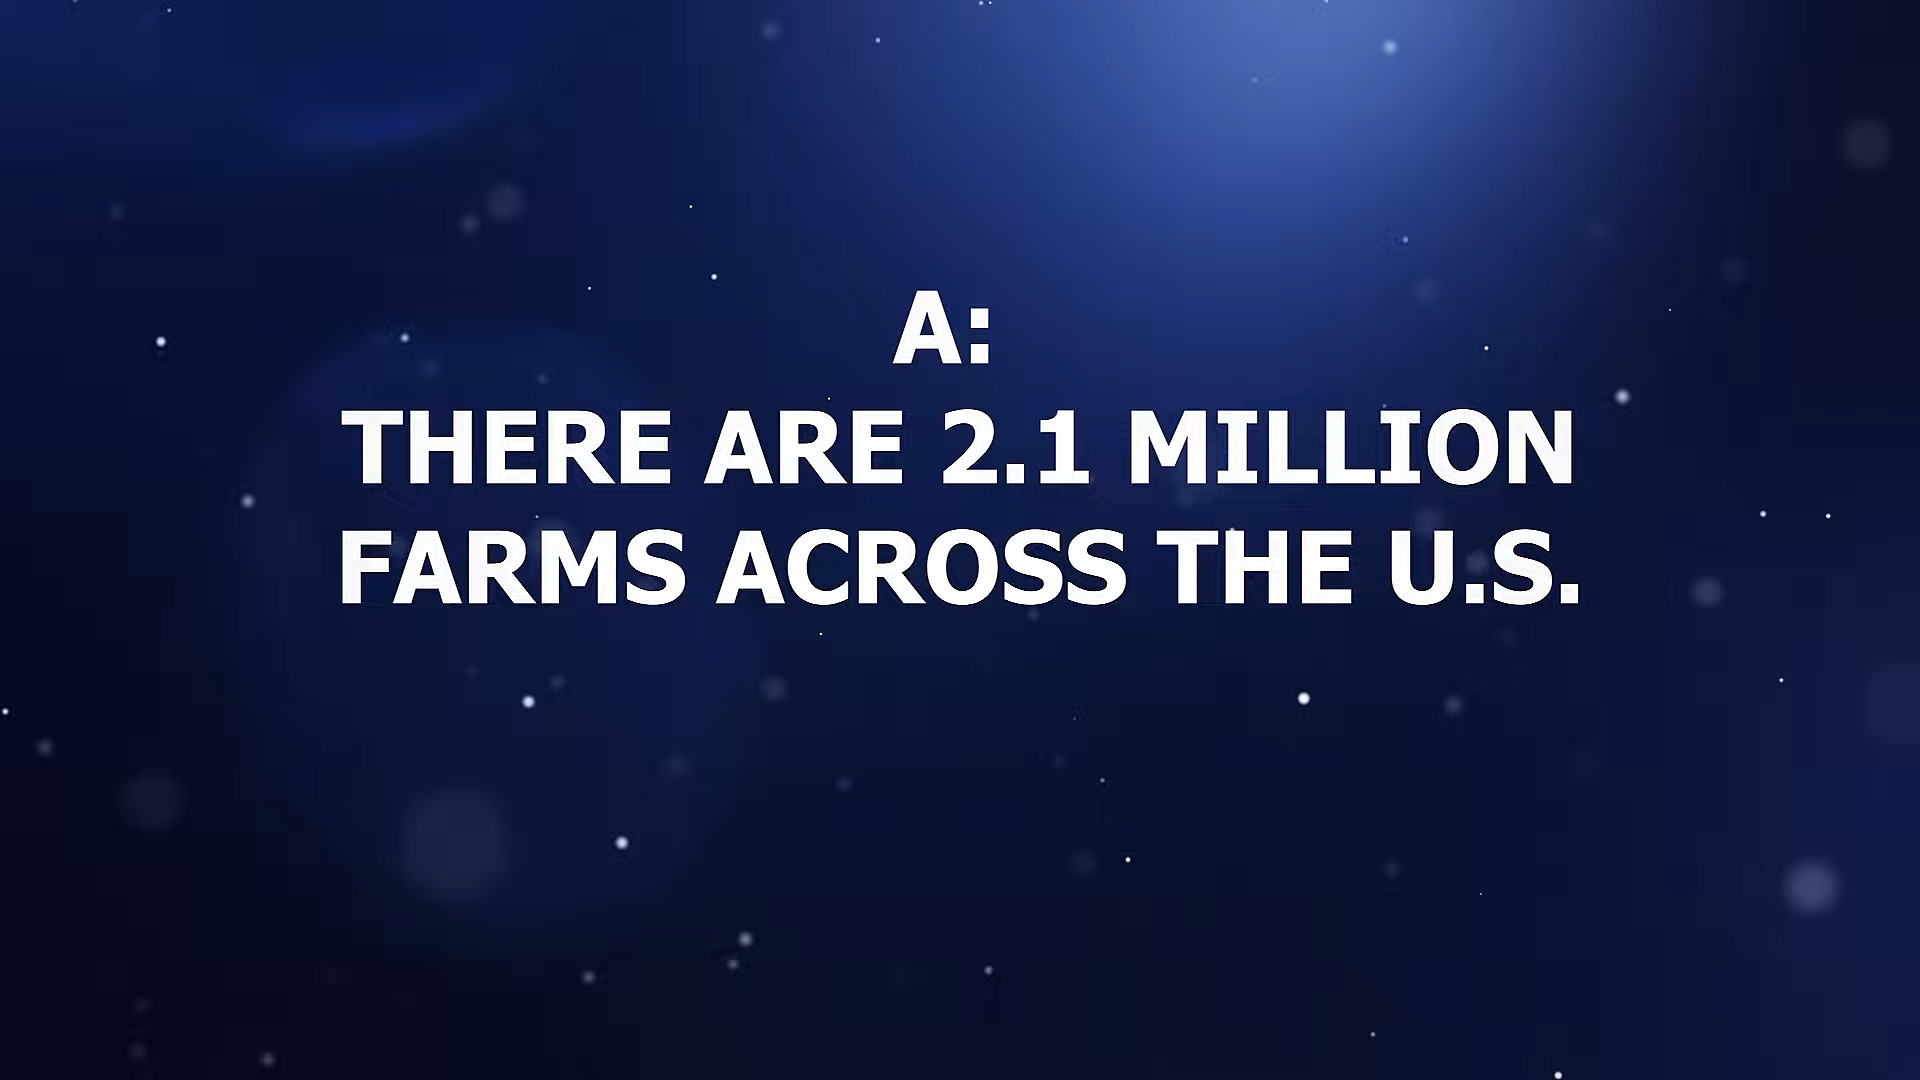 A:
THERE ARE 2.1 MILLION
FARMS ACROSS THE U.S.